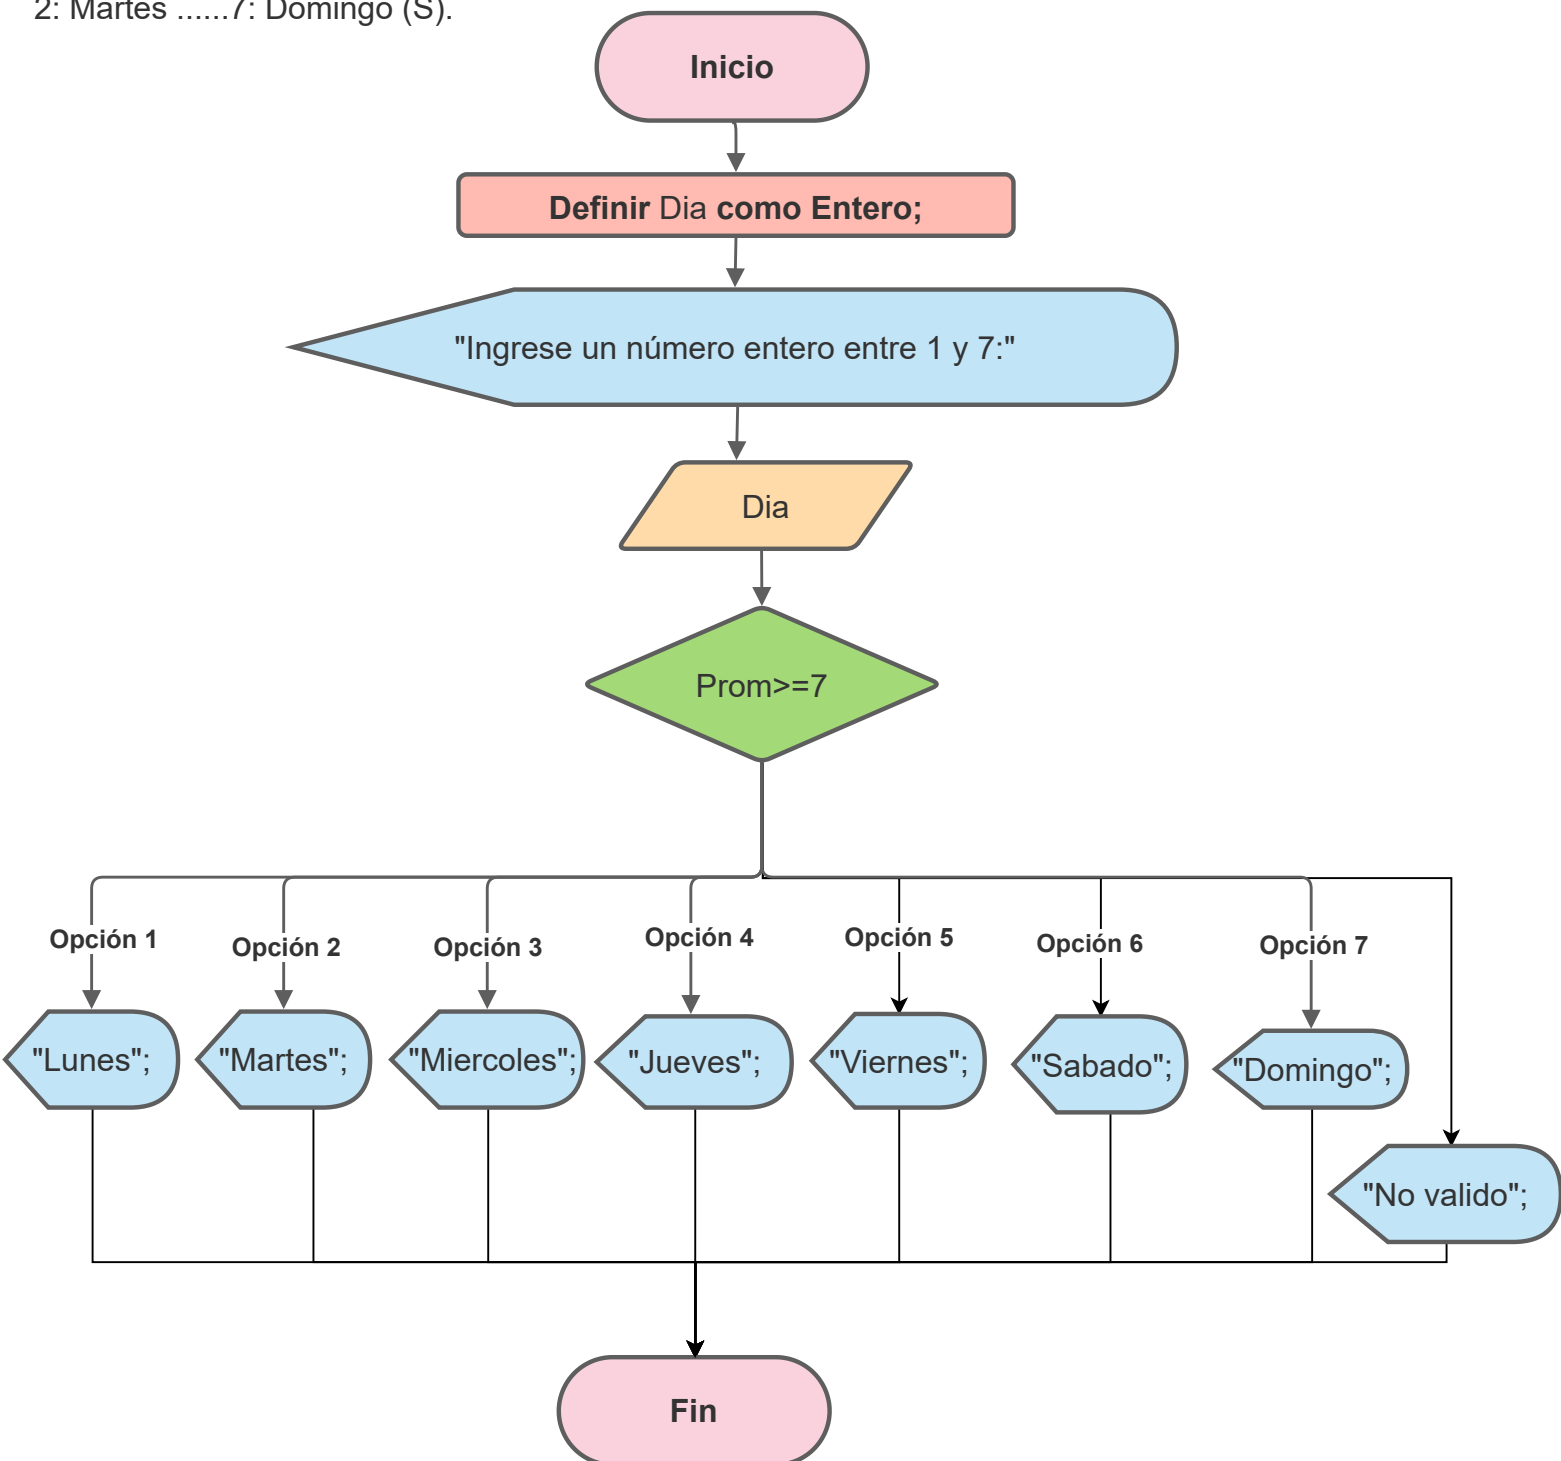 2: Martes ......7: Domingo (S).
Inicio
Definir Dia como Entero;
"Ingrese un número entero entre 1 y 7:"
Dia
Prom>=7
Opción 1
Opción 2
Opción 3
Opción 4
Opción 5
Opción 6
Opción 7
"Lunes";
"Martes";
"Miercoles";
"Jueves";
"Viernes";
"Sabado";
"Domingo";
"No valido";
Fin